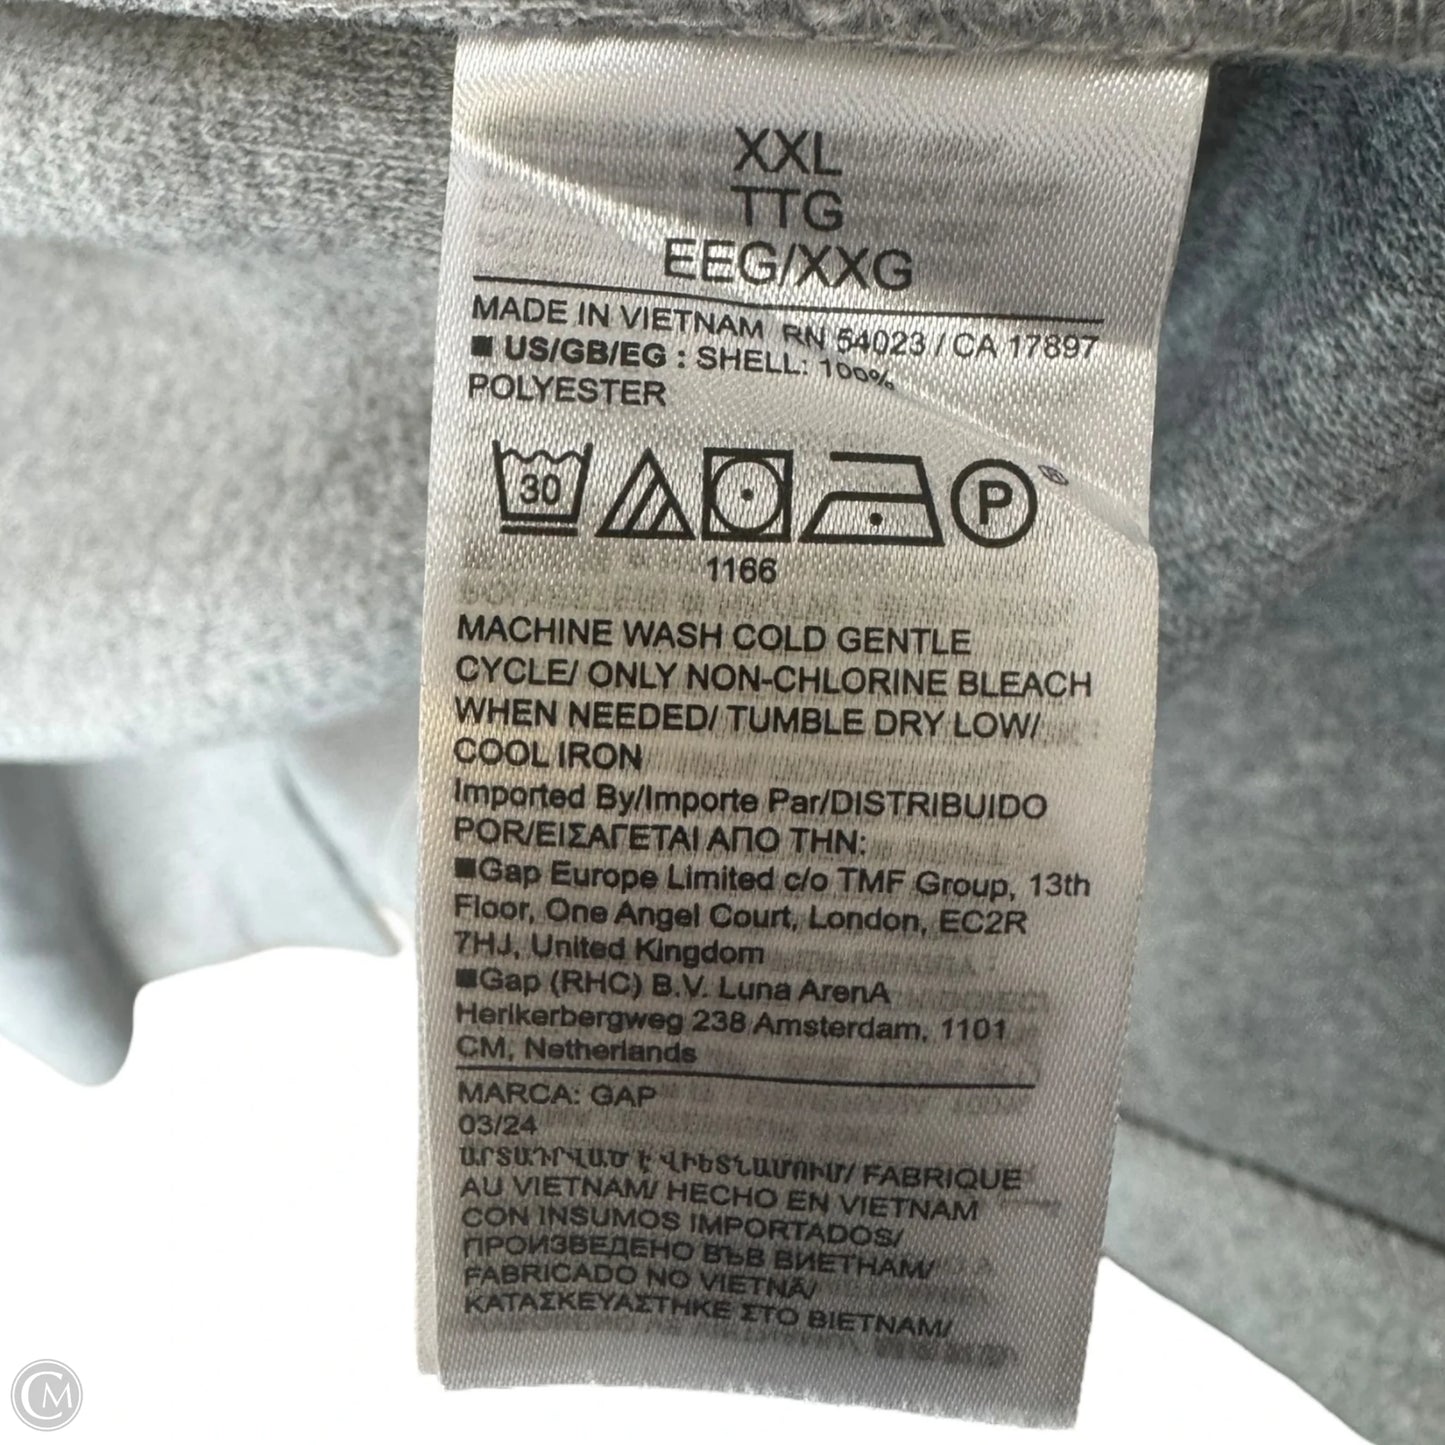 XXL
TTG
EEG/XXG
MADE IN VIETNAM RN 54023 / CA 17897
■ US/GB/EG : SHELL: 100%
POLYESTER
30 P ®
1166
MACHINE WASH COLD GENTLE
CYCLE/ ONLY NON-CHLORINE BLEACH
WHEN NEEDED/ TUMBLE DRY LOW/
COOL IRON
Imported By/Importe Par/DISTRIBUIDO
POR/ΕΙΣΑΓΕΤΑΙ ΑΠΟ ΤΗΝ:
■Gap Europe Limited c/o TMF Group, 13th
Floor, One Angel Court, London, EC2R
7HJ, United Kingdom
■Gap (RHC) B.V. Luna ArenA
Herikerbergweg 238 Amsterdam, 1101
CM, Netherlands
MARCA: GAP
03/24
ԱՐՏԱԴՐՎԱԾ Է ՎԻԵՏՆԱՄՈՒՄ/ FABRIQUE
AU VIETNAM/ HECHO EN VIETNAM
CON INSUMOS IMPORTADOS/
ПРОИЗВЕДЕНО ВЪВ ВИЕТНАМ/
FABRICADO NO VIETNÃ/
ΚΑΤΑΣΚΕΥΑΣΤΗΚΕ ΣΤΟ ΒΙΕΤΝΑΜ/
CM